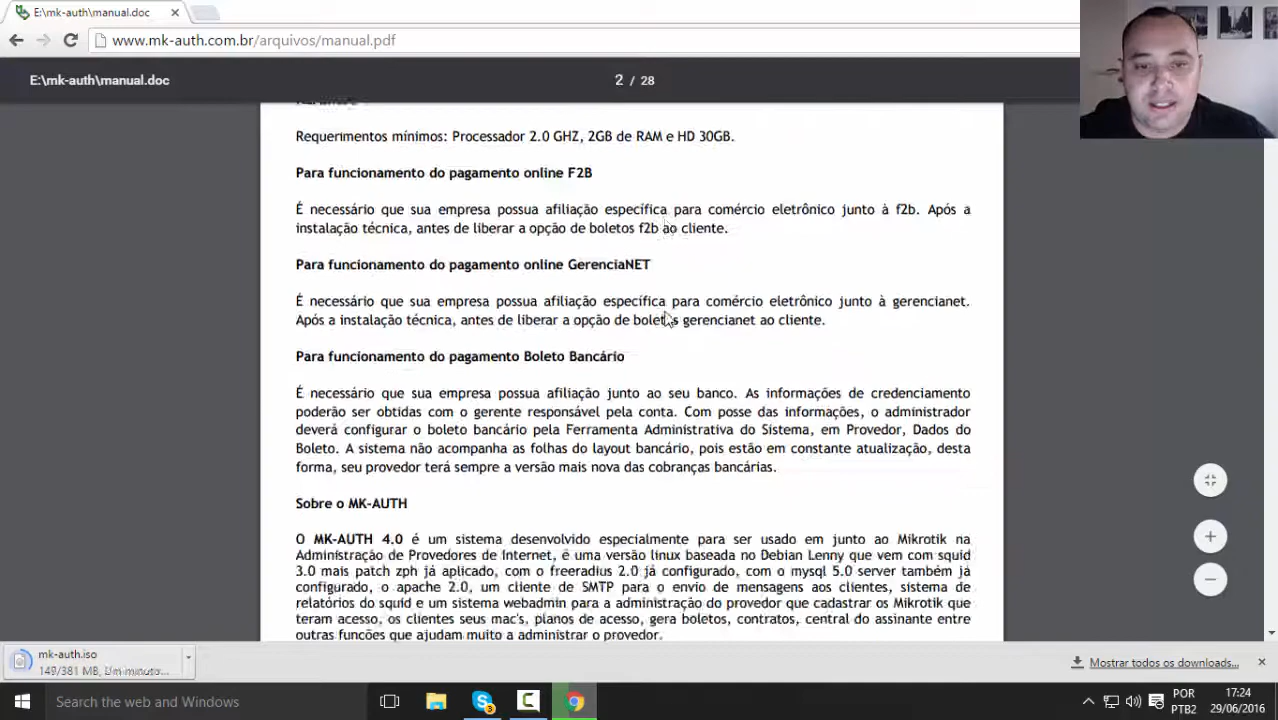 E:\mk-auth\manual.doc
www.mk-auth.com.br/arquivos/manual.pdf
E:\mk-auth\manual.doc
2 / 28
Requerimentos mínimos: Processador 2.0 GHZ, 2GB de RAM e HD 30GB.
Para funcionamento do pagamento online F2B
É necessário que sua empresa possua afiliação específica para comércio eletrônico junto à f2b. Após a
instalação técnica, antes de liberar a opção de boletos f2b ao cliente.
Para funcionamento do pagamento online GerenciaNET
É necessário que sua empresa possua afiliação específica para comércio eletrônico junto à gerencianet.
Após a instalação técnica, antes de liberar a opção de boletos gerencianet ao cliente.
Para funcionamento do pagamento Boleto Bancário
É necessário que sua empresa possua afiliação junto ao seu banco. As informações de credenciamento
poderão ser obtidas com o gerente responsável pela conta. Com posse das informações, o administrador
deverá configurar o boleto bancário pela Ferramenta Administrativa do Sistema, em Provedor, Dados do
Boleto. A sistema não acompanha as folhas do layout bancário, pois estão em constante atualização, desta
forma, seu provedor terá sempre a versão mais nova das cobranças bancárias.
Sobre o MK-AUTH
O MK-AUTH 4.0 é um sistema desenvolvido especialmente para ser usado em junto ao Mikrotik na
Administração de Provedores de Internet, é uma versão linux baseada no Debian Lenny que vem com squid
3.0 mais patch zph já aplicado, com o freeradius 2.0 já configurado, com o mysql 5.0 server também já
configurado, o apache 2.0, um cliente de SMTP para o envio de mensagens aos clientes, sistema de
relatórios do squid e um sistema webadmin para a administração do provedor que cadastrar os Mikrotik que
teram acesso, os clientes seus mac's, planos de acesso, gera boletos, contratos, central do assinante entre
outras funções que ajudam muito a administrar o provedor.
mk-auth.iso
149/381 MB, Um minuto...
Mostrar todos os downloads...
Search the web and Windows
POR
PTB2
17:24
29/06/2016